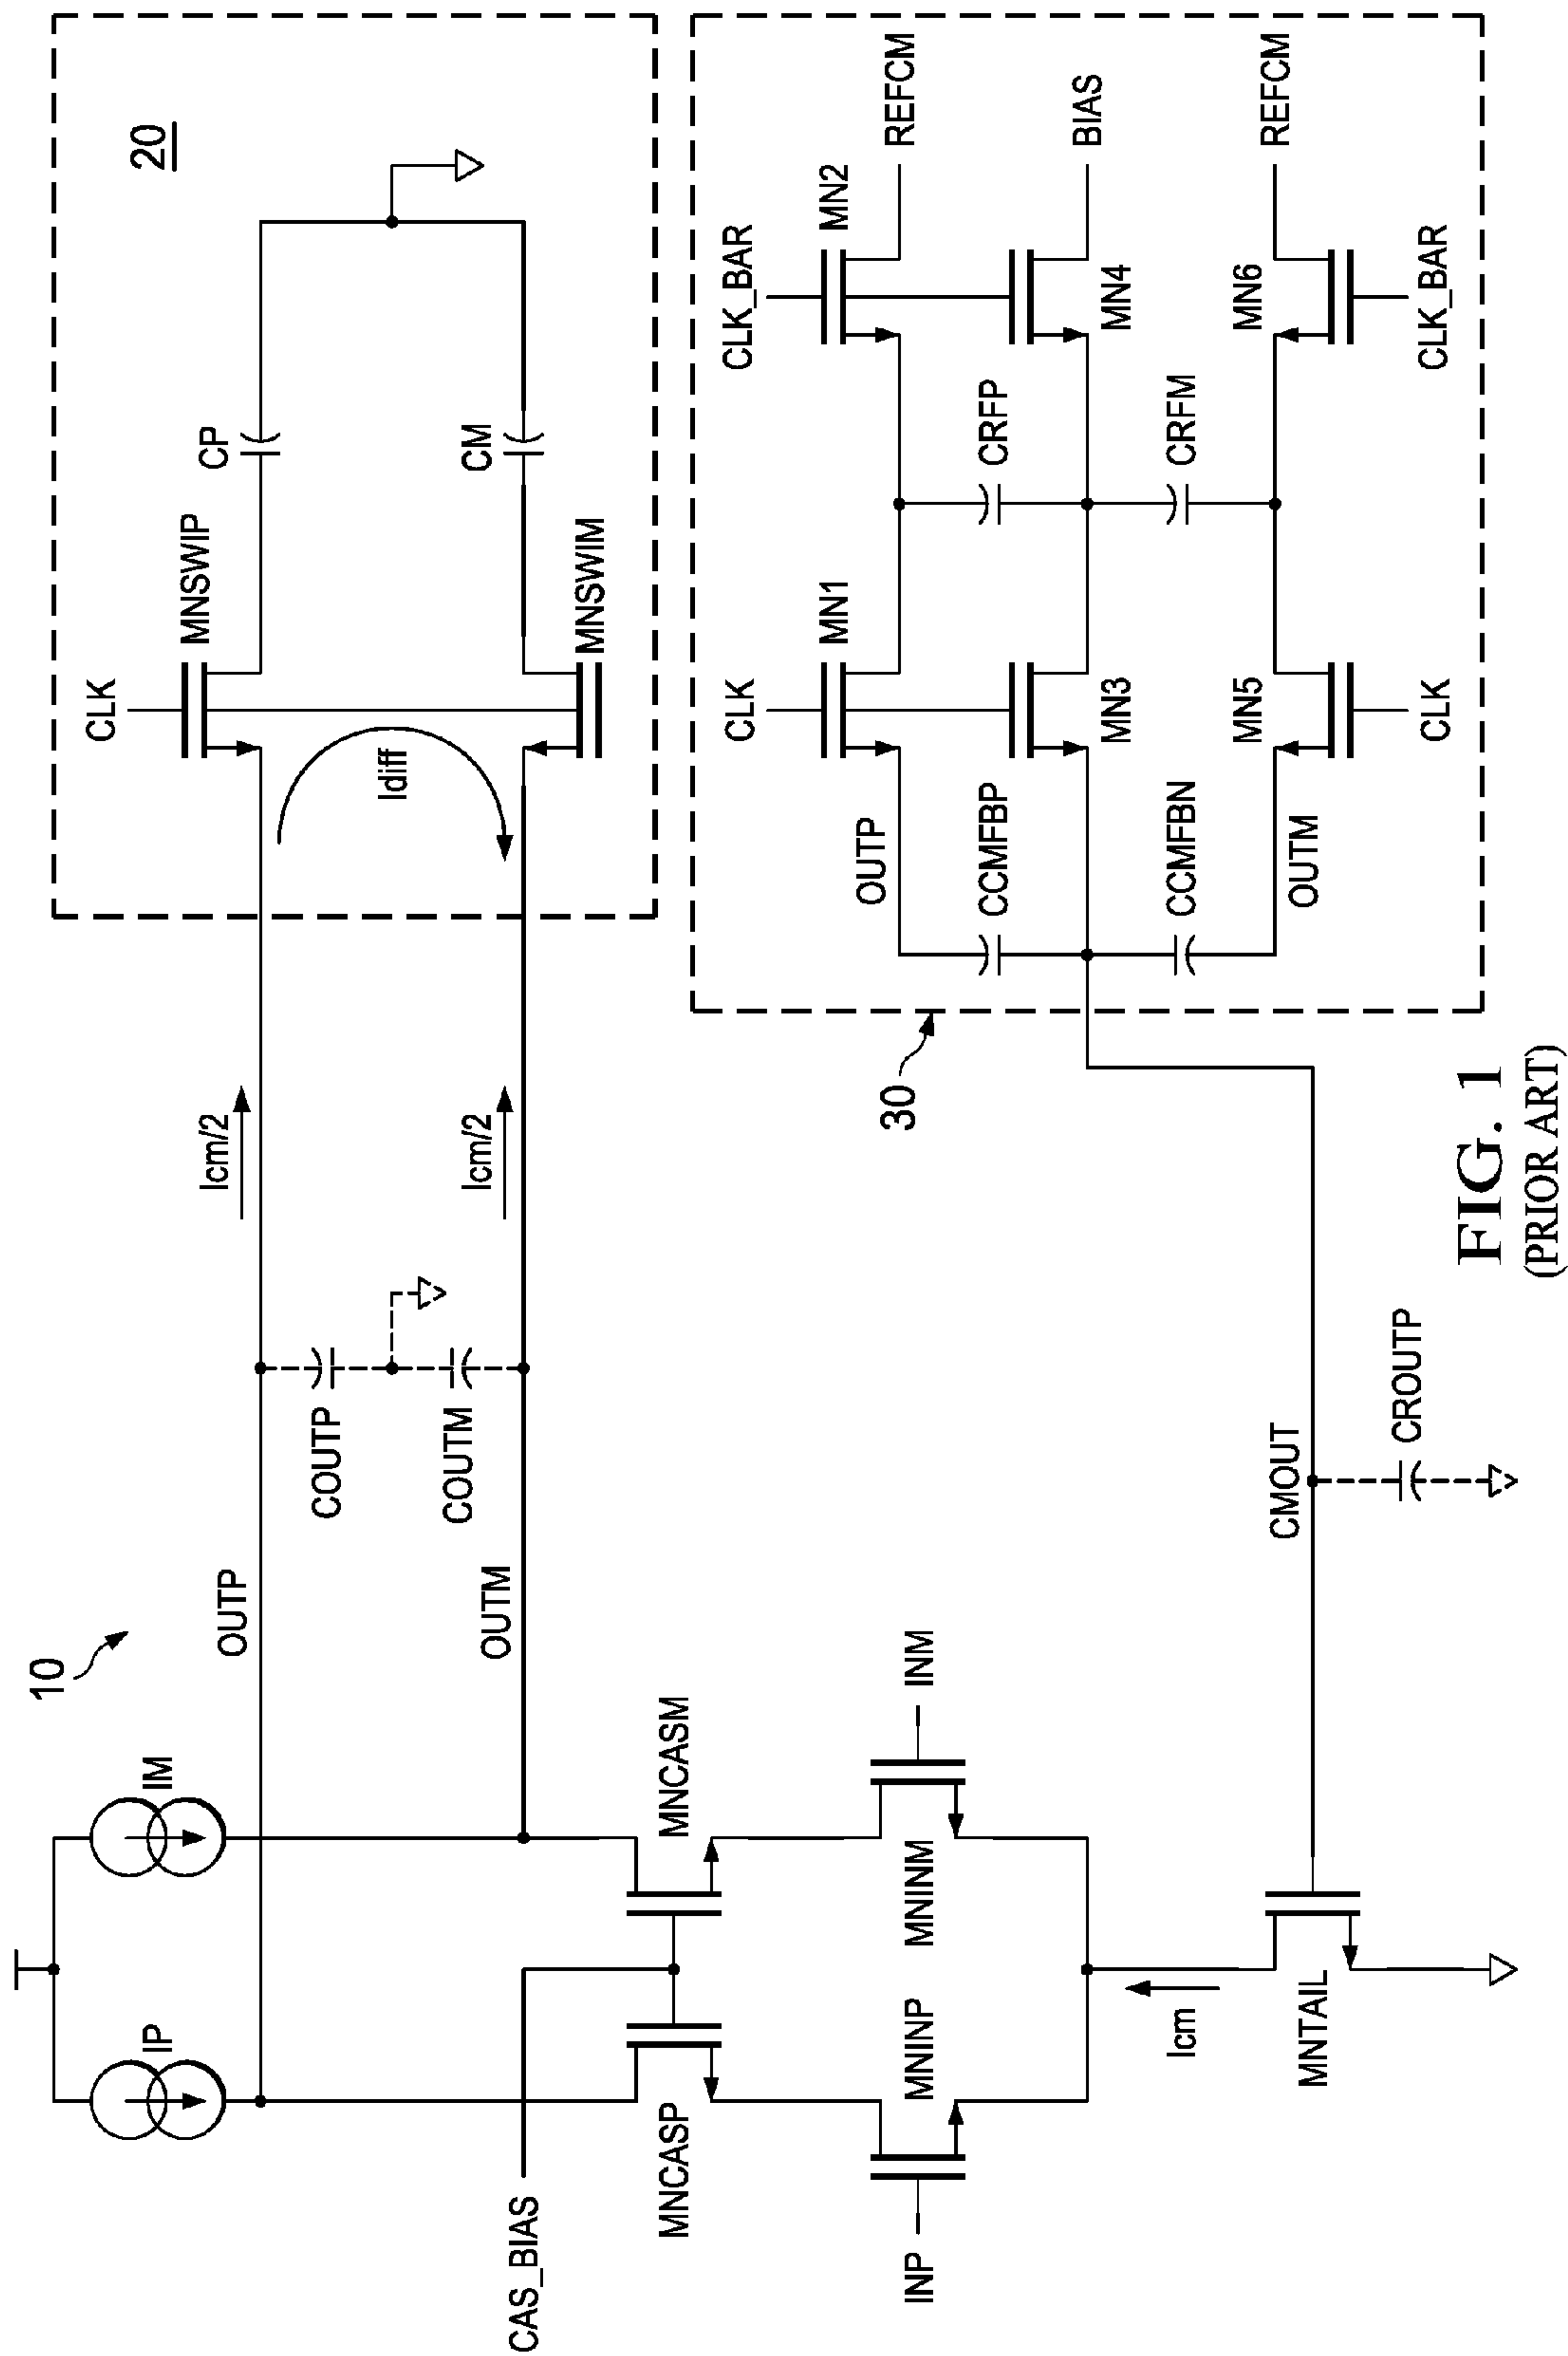 10
20
30
IP
IM
OUTP
OUTM
COUTP
COUTM
Icm/2
Icm/2
CLK
MNSWIP
MNSWIM
Idiff
CP
CM
CAS_BIAS
MNCASP
MNCASM
INP
MNINP
MNINM
INM
Icm
MNTAIL
CMOUT
CROUTP
CLK
MN1
CLK_BAR
MN2
REFCM
OUTP
CCMFBP
CRFP
MN3
MN4
BIAS
CCMFBN
CRFM
OUTM
MN5
MN6
REFCM
CLK
CLK_BAR
FIG. 1
(PRIOR ART)